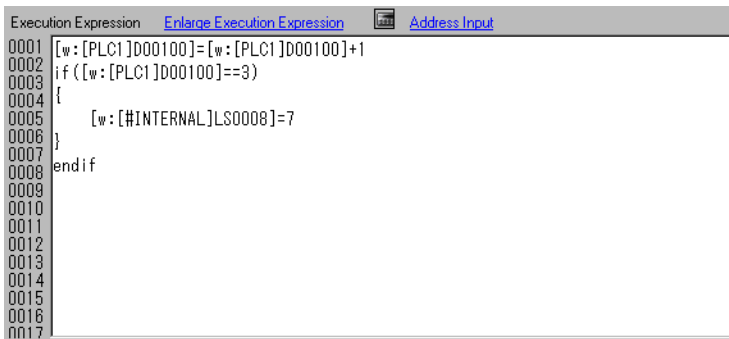 Execution Expression Enlarge Execution Expression Address Input
0001 [w:[PLC1]D00100]=[w:[PLC1]D00100]+1
0002 if([w:[PLC1]D00100]==3)
0003 {
0004 [w:[#INTERNAL]LS0008]=7
0005 }
0006 endif
0007
0008
0009
0010
0011
0012
0013
0014
0015
0016
0017